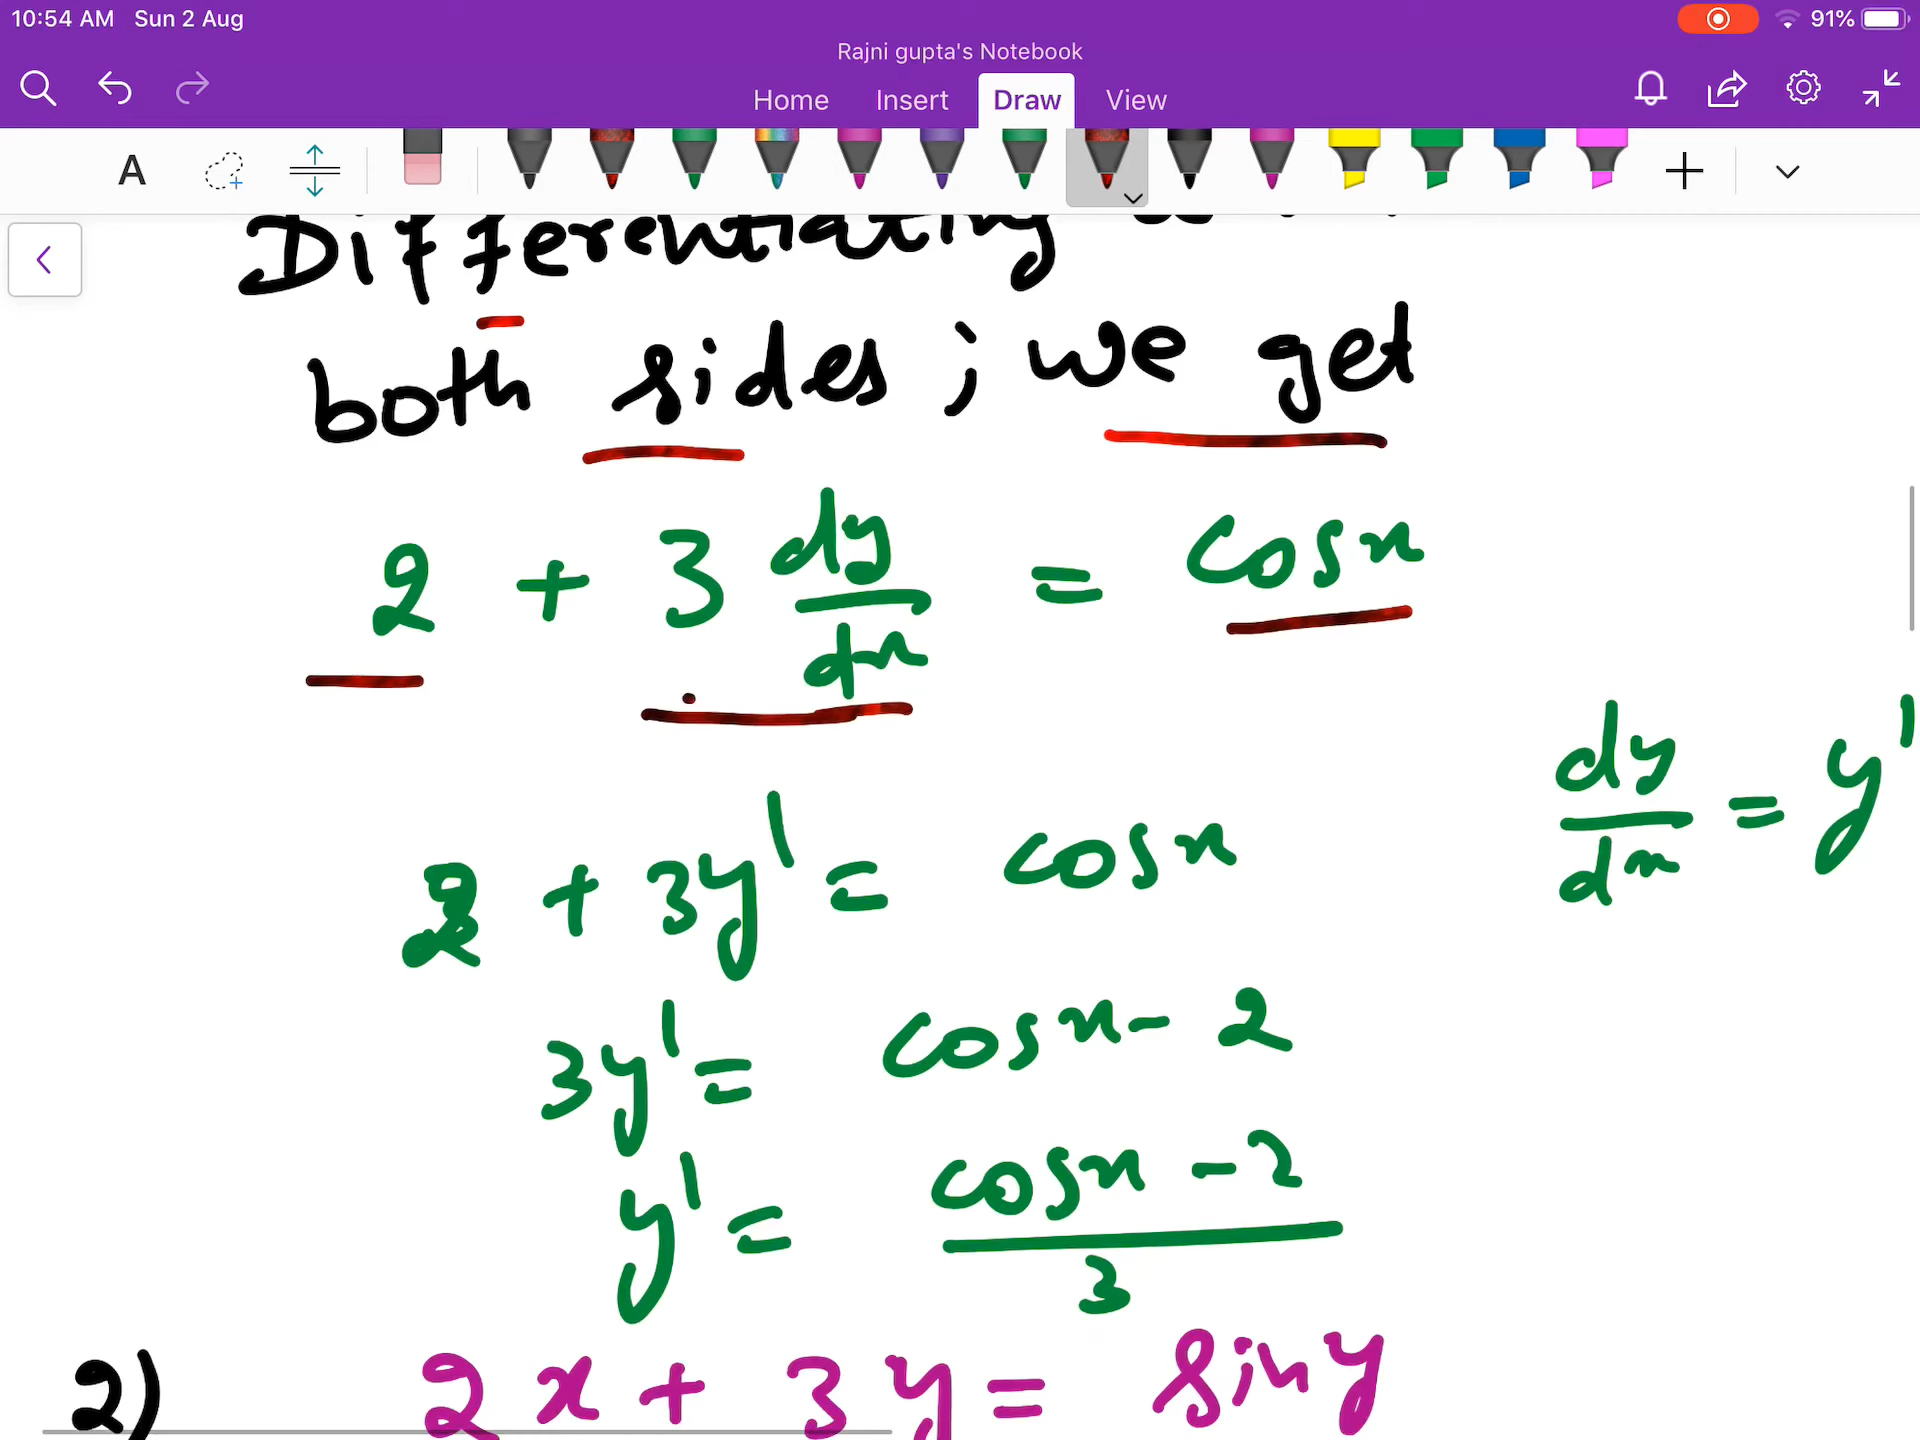 10:54 AM Sun 2 Aug
91%
Rajni gupta's Notebook
Home Insert Draw View
A
Differentiating
both sides ; we get
2 + 3 dy/dx = cosx
dy/dx = y'
2 + 3y' = cosx
3y' = cosx - 2
y' = cosx - 2 / 3
2) 2x + 3y = siny